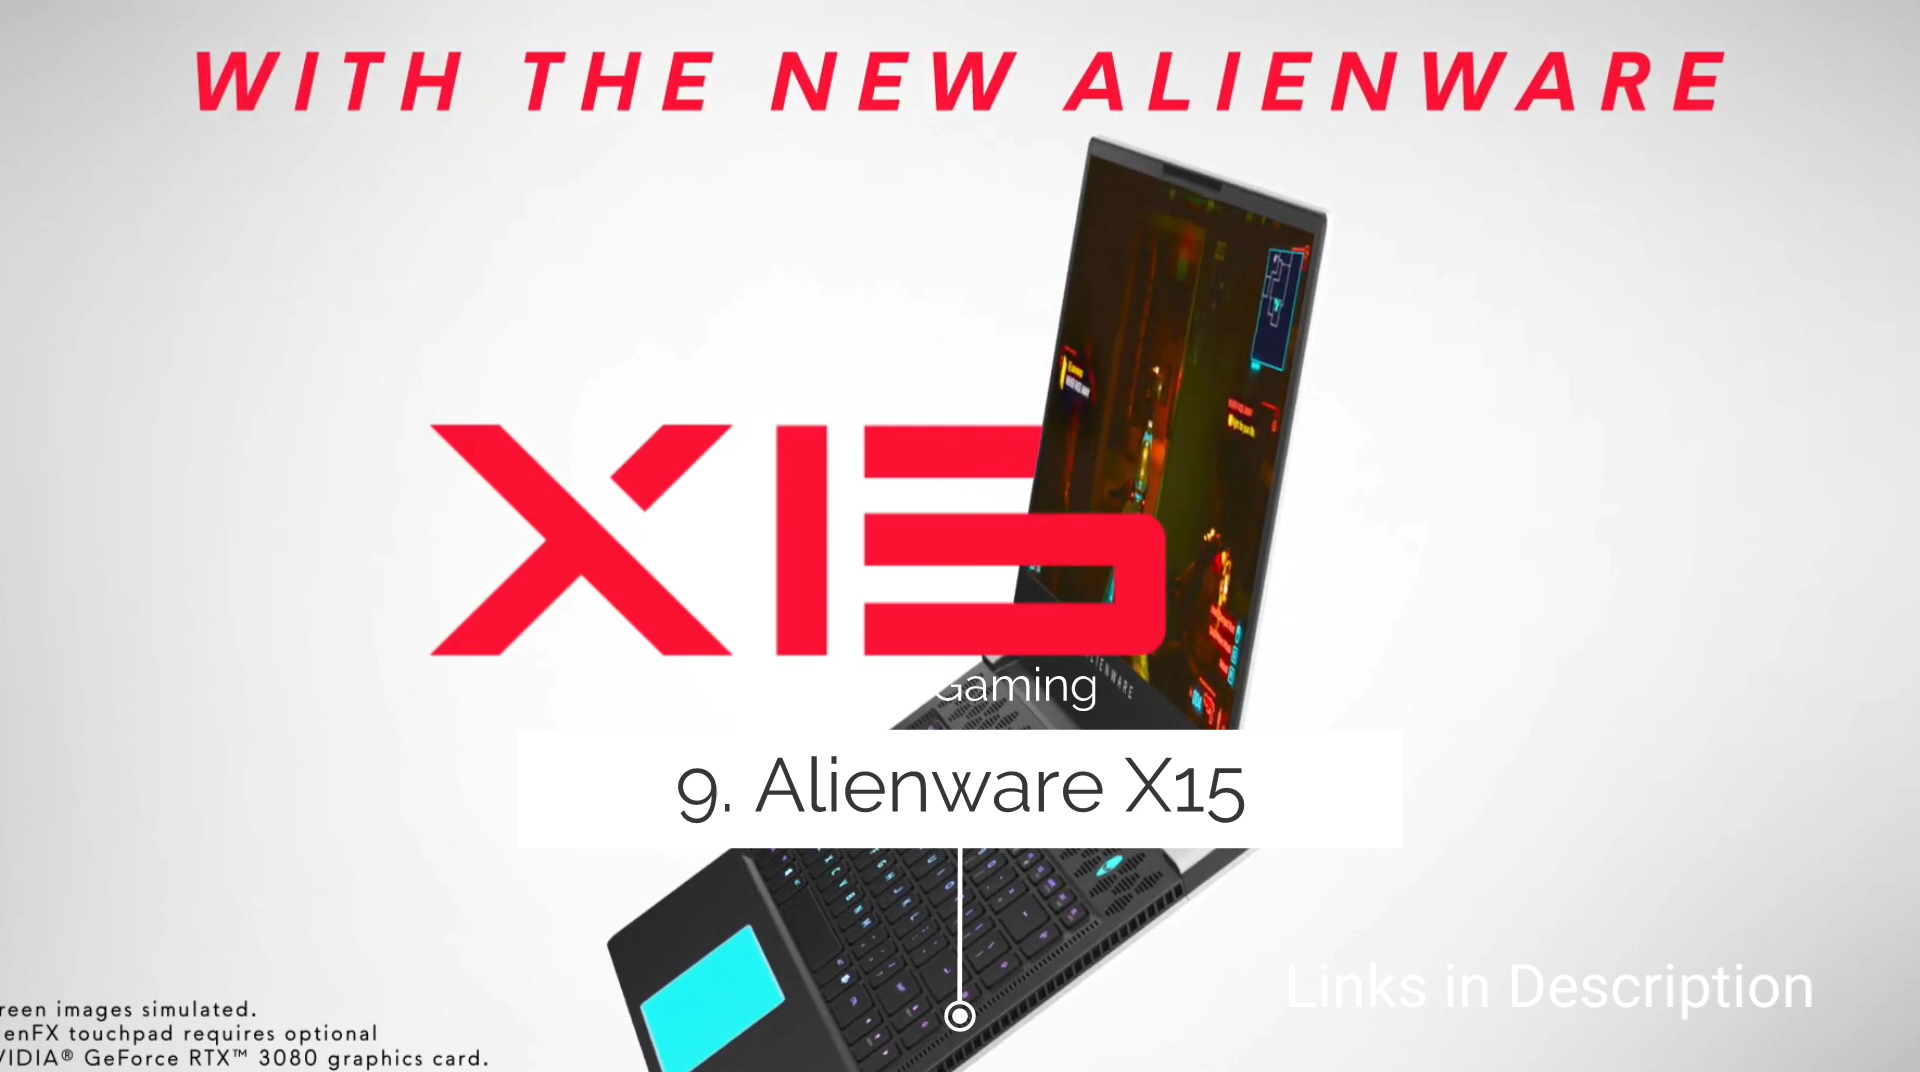 WITH THE NEW ALIENWARE
X15
ALIENWARE
Gaming
9. Alienware X15
Links in Description
reen images simulated.
enFX touchpad requires optional
VIDIA® GeForce RTX™ 3080 graphics card.